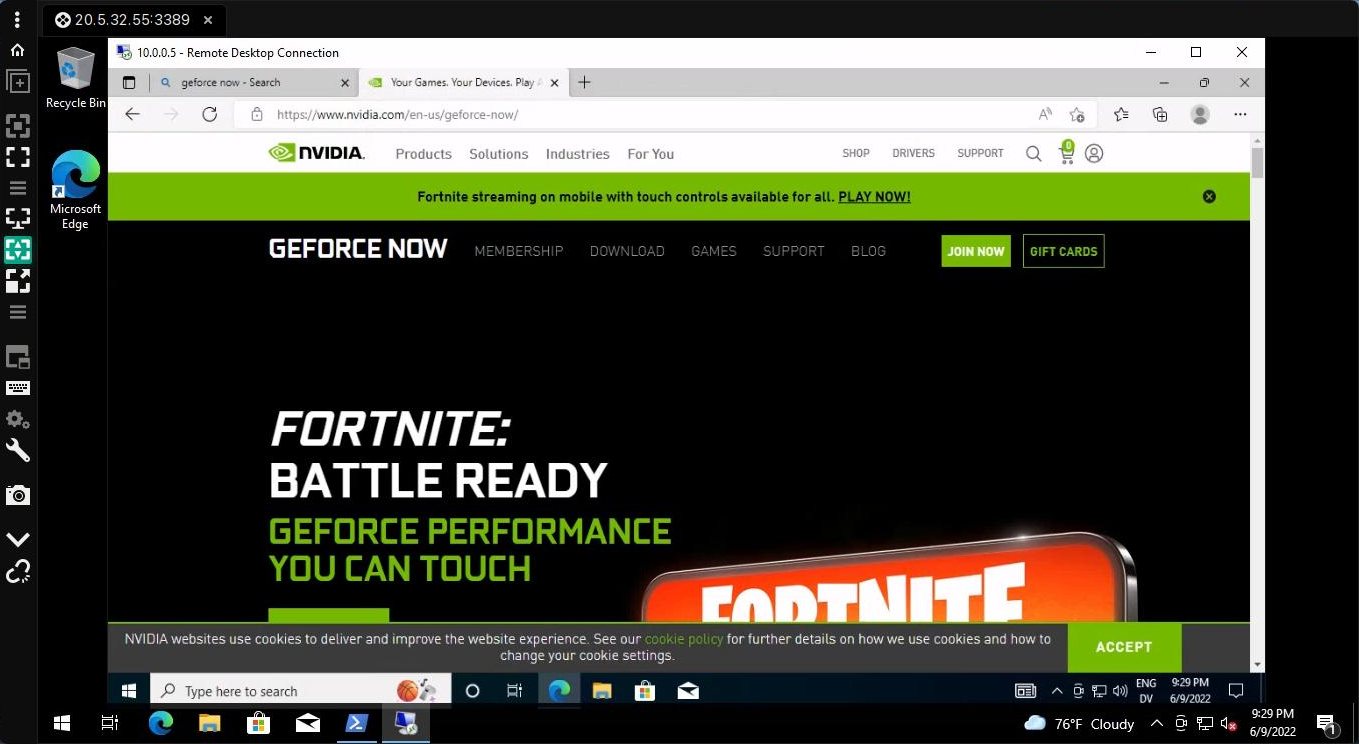 20.5.32.55:3389
10.0.0.5 - Remote Desktop Connection
Recycle Bin
Microsoft
Edge
geforce now - Search
Your Games. Your Devices. Play
https://www.nvidia.com/en-us/geforce-now/
NVIDIA. Products Solutions Industries For You SHOP DRIVERS SUPPORT 0
Fortnite streaming on mobile with touch controls available for all. PLAY NOW!
GEFORCE NOW MEMBERSHIP DOWNLOAD GAMES SUPPORT BLOG JOIN NOW GIFT CARDS
FORTNITE:
BATTLE READY
GEFORCE PERFORMANCE
YOU CAN TOUCH
FORTNITE
NVIDIA websites use cookies to deliver and improve the website experience. See our cookie policy for further details on how we use cookies and how to
change your cookie settings.
ACCEPT
Type here to search
ENG
DV
9:29 PM
6/9/2022
76°F Cloudy
9:29 PM
6/9/2022
1